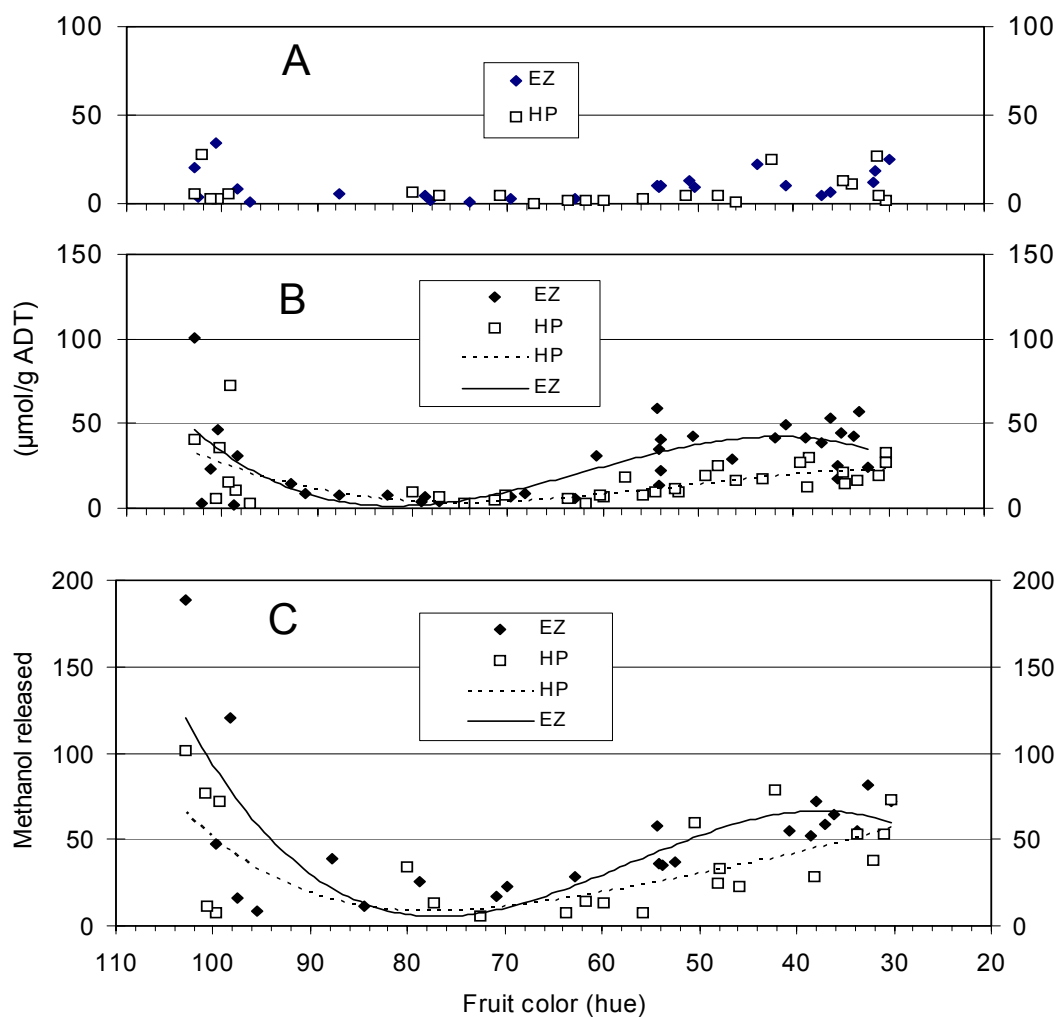 100 100
A
EZ
50 50
HP
0 0
150 150
B
EZ
100 100
HP
HP
EZ
50 50
0 0
(µmol/g ADT)
200 200
C
EZ
HP
150 150
HP
EZ
100 100
50 50
0 0
Methanol released
110 100 90 80 70 60 50 40 30 20
Fruit color (hue)